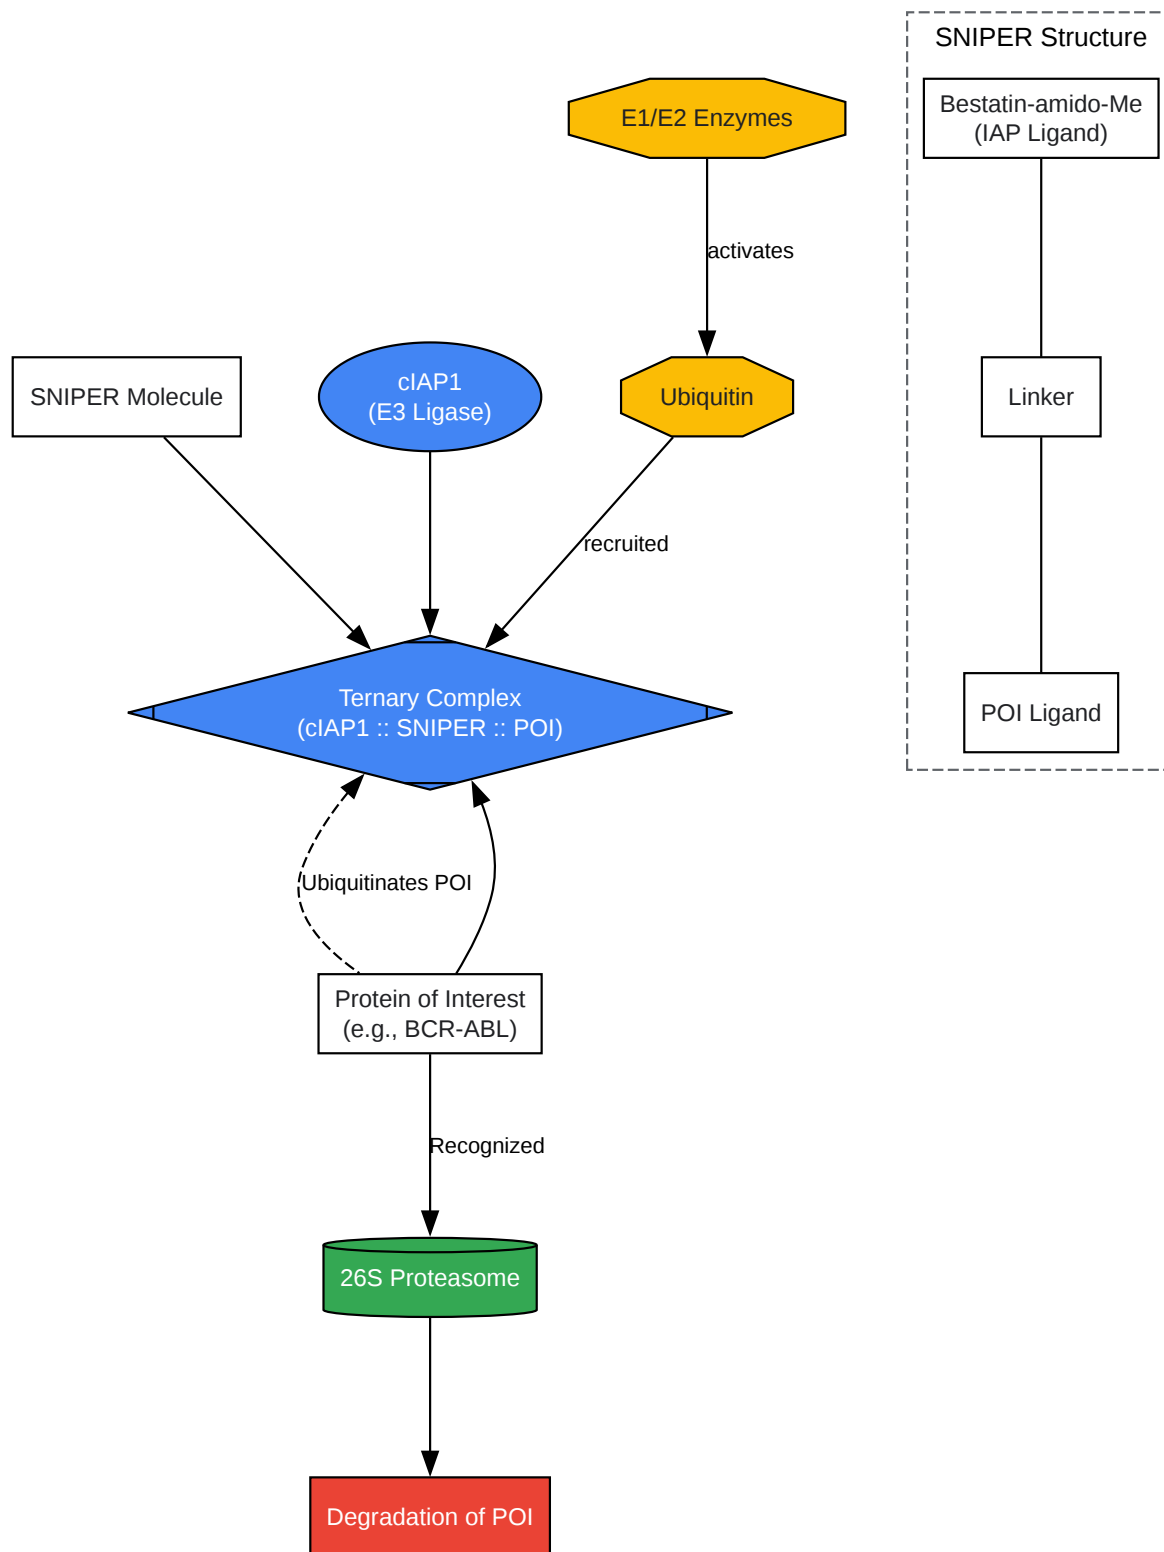 SNIPER Structure
E1/E2 Enzymes
Bestatin-amido-Me
(IAP Ligand)
activates
SNIPER Molecule
cIAP1
(E3 Ligase)
Ubiquitin
Linker
recruited
Ternary Complex
(cIAP1 :: SNIPER :: POI)
POI Ligand
Ubiquitinates POI
Protein of Interest
(e.g., BCR-ABL)
Recognized
26S Proteasome
Degradation of POI